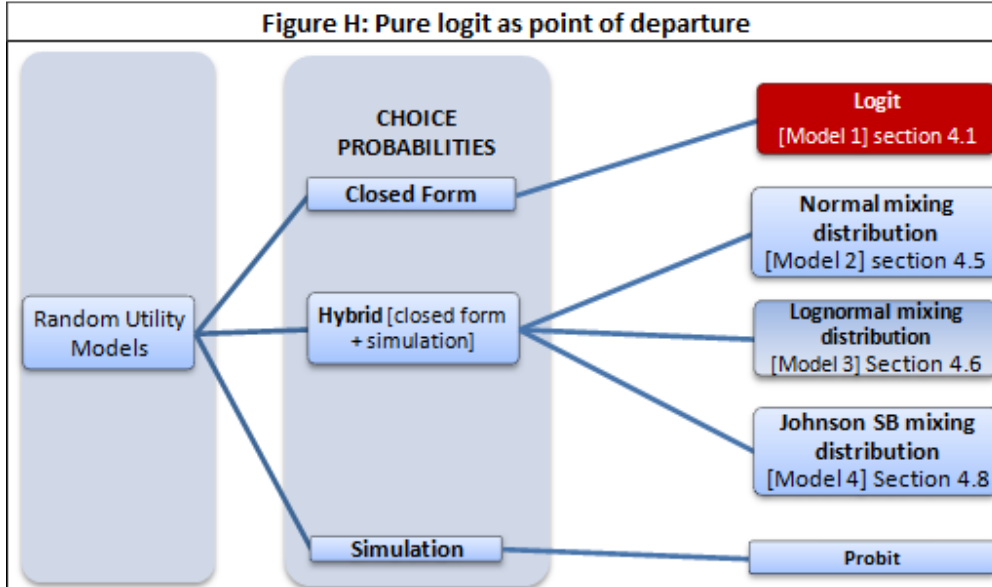 Figure H: Pure logit as point of departure
CHOICE
PROBABILITIES
Closed Form
Logit
[Model 1] section 4.1
Random Utility
Models
Hybrid [closed form
+ simulation]
Normal mixing
distribution
[Model 2] section 4.5
Lognormal mixing
distribution
[Model 3] Section 4.6
Johnson SB mixing
distribution
[Model 4] Section 4.8
Simulation
Probit